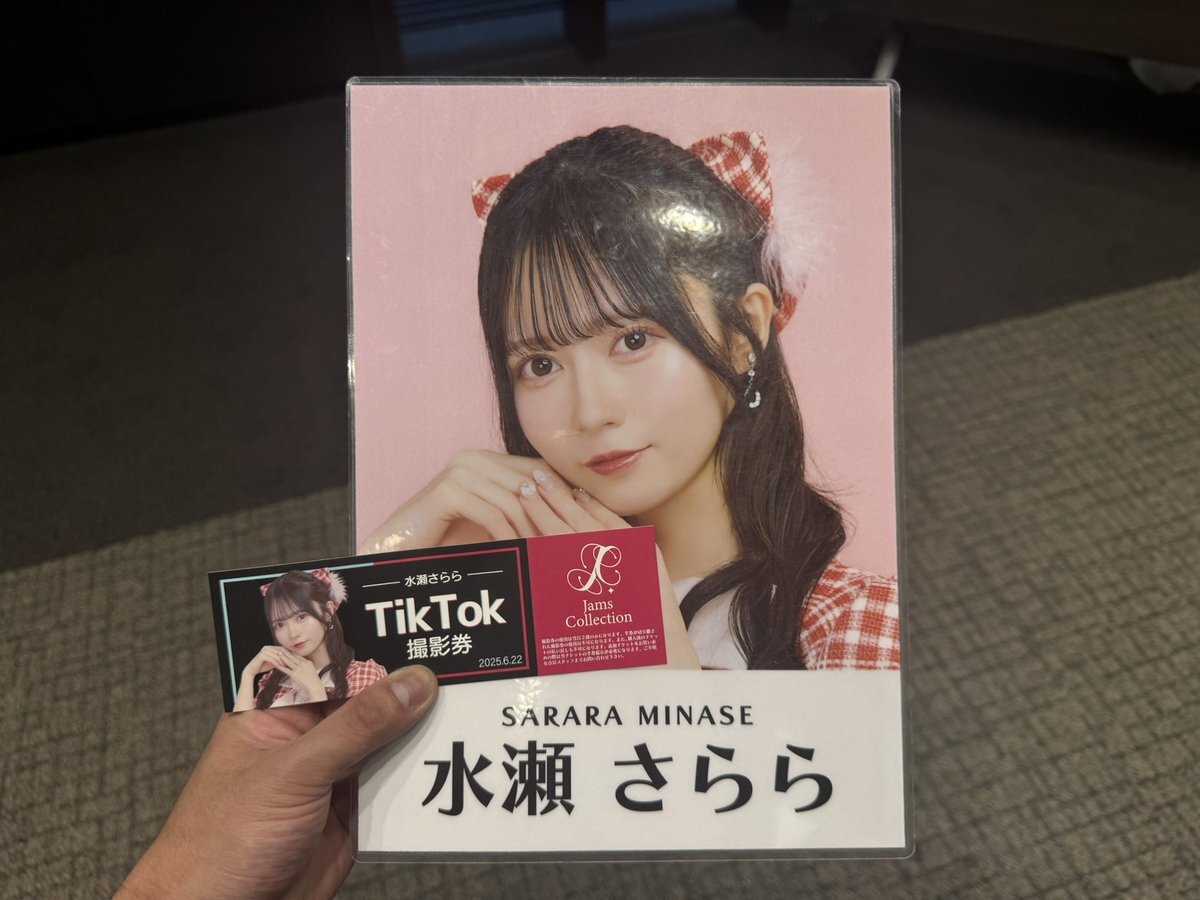 水瀬さらら
TikTok
撮影券
2025.6.22
Jams
Collection
SARARA MINASE
水瀬 さらら